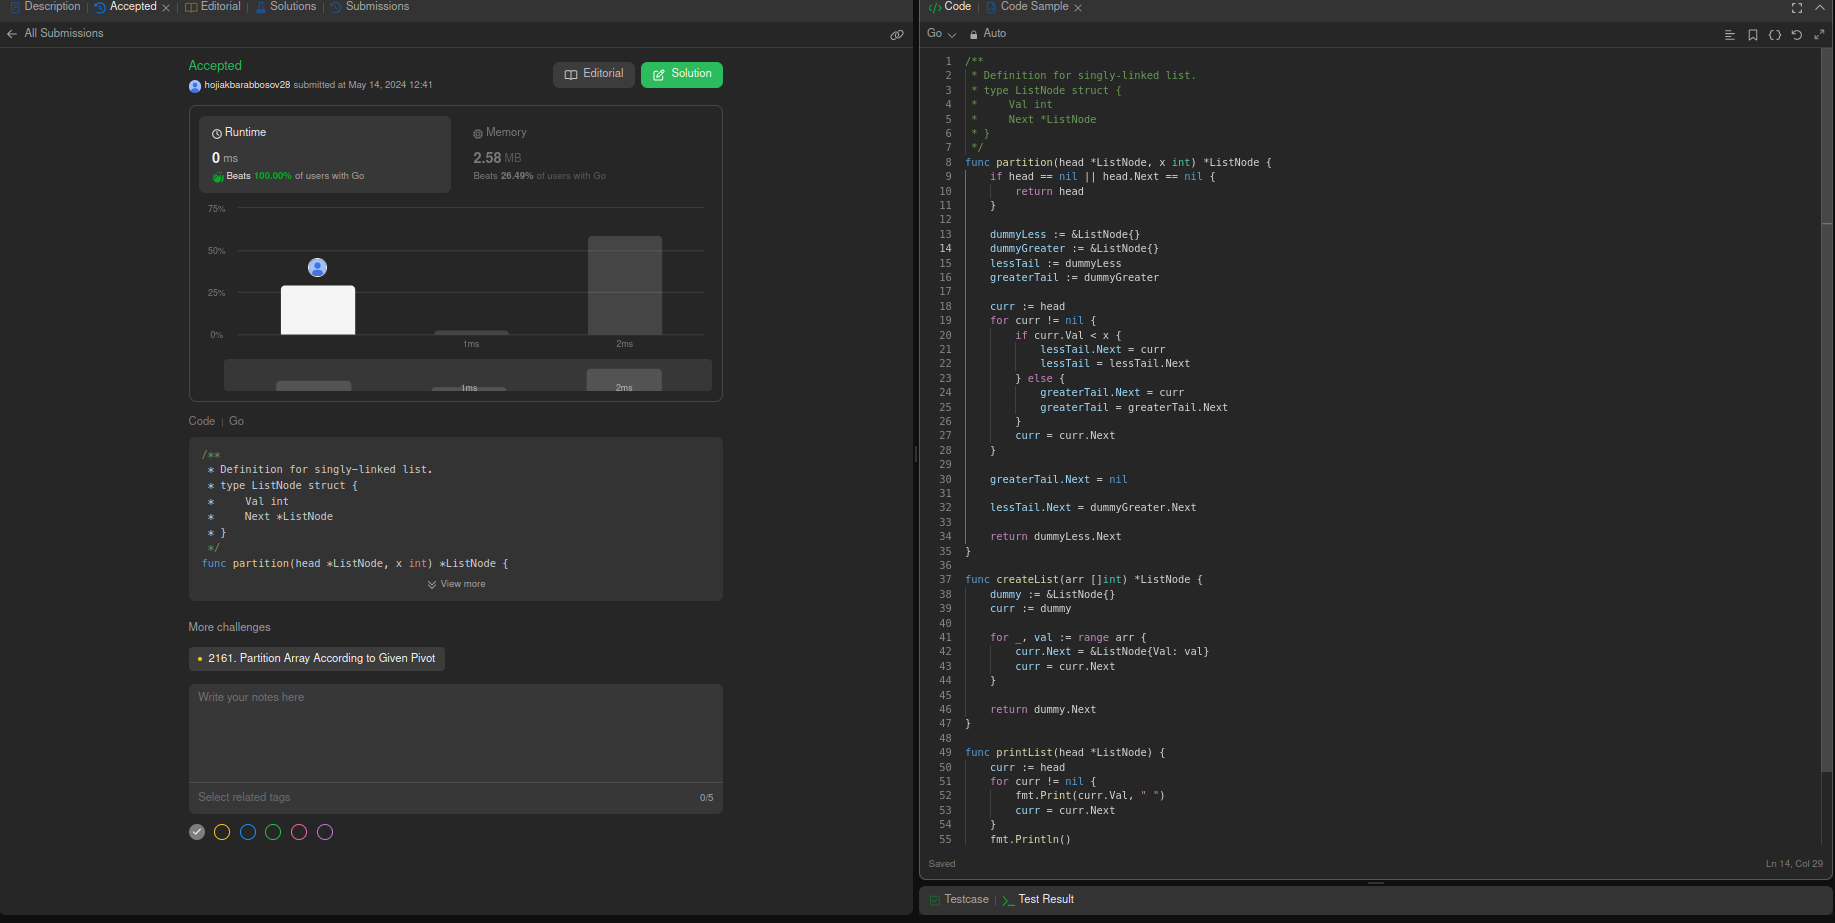 Description | Accepted × | Editorial | Solutions | Submissions
← All Submissions
Accepted
hojiakbarabbosov28 submitted at May 14, 2024 12:41
Editorial
Solution
Runtime
0 ms
Beats 100.00% of users with Go
Memory
2.58 MB
Beats 26.49% of users with Go
75%
50%
25%
0%
1ms
2ms
1ms
2ms
Code | Go
/**
 * Definition for singly-linked list.
 * type ListNode struct {
 *     Val int
 *     Next *ListNode
 * }
 */
func partition(head *ListNode, x int) *ListNode {
View more
More challenges
2161. Partition Array According to Given Pivot
Write your notes here
Select related tags
0/5
</> Code | Code Sample ×
Go
Auto
1 /**
2  * Definition for singly-linked list.
3  * type ListNode struct {
4  *     Val int
5  *     Next *ListNode
6  * }
7  */
8 func partition(head *ListNode, x int) *ListNode {
9     if head == nil || head.Next == nil {
10         return head
11     }
12
13     dummyLess := &ListNode{}
14     dummyGreater := &ListNode{}
15     lessTail := dummyLess
16     greaterTail := dummyGreater
17
18     curr := head
19     for curr != nil {
20         if curr.Val < x {
21             lessTail.Next = curr
22             lessTail = lessTail.Next
23         } else {
24             greaterTail.Next = curr
25             greaterTail = greaterTail.Next
26         }
27         curr = curr.Next
28     }
29
30     greaterTail.Next = nil
31
32     lessTail.Next = dummyGreater.Next
33
34     return dummyLess.Next
35 }
36
37 func createList(arr []int) *ListNode {
38     dummy := &ListNode{}
39     curr := dummy
40
41     for _, val := range arr {
42         curr.Next = &ListNode{Val: val}
43         curr = curr.Next
44     }
45
46     return dummy.Next
47 }
48
49 func printList(head *ListNode) {
50     curr := head
51     for curr != nil {
52         fmt.Print(curr.Val, " ")
53         curr = curr.Next
54     }
55     fmt.Println()
Saved
Ln 14, Col 29
Testcase | >_ Test Result